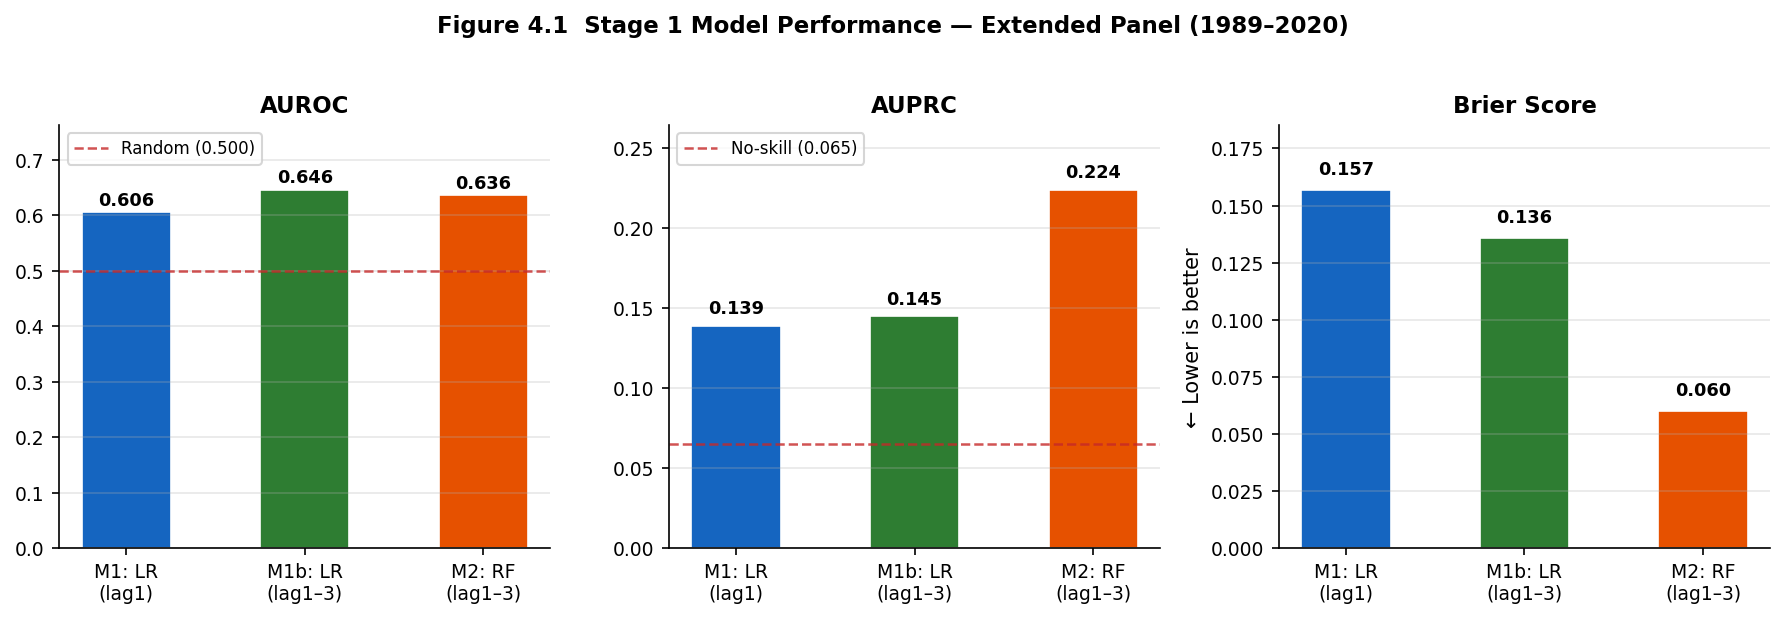 Figure 4.1  Stage 1 Model Performance — Extended Panel (1989–2020)
AUROC
Random (0.500)
0.7
0.6
0.5
0.4
0.3
0.2
0.1
0.0
0.606
0.646
0.636
M1: LR
(lag1)
M1b: LR
(lag1–3)
M2: RF
(lag1–3)
AUPRC
No-skill (0.065)
0.25
0.20
0.15
0.10
0.05
0.00
0.139
0.145
0.224
M1: LR
(lag1)
M1b: LR
(lag1–3)
M2: RF
(lag1–3)
Brier Score
← Lower is better
0.175
0.150
0.125
0.100
0.075
0.050
0.025
0.000
0.157
0.136
0.060
M1: LR
(lag1)
M1b: LR
(lag1–3)
M2: RF
(lag1–3)